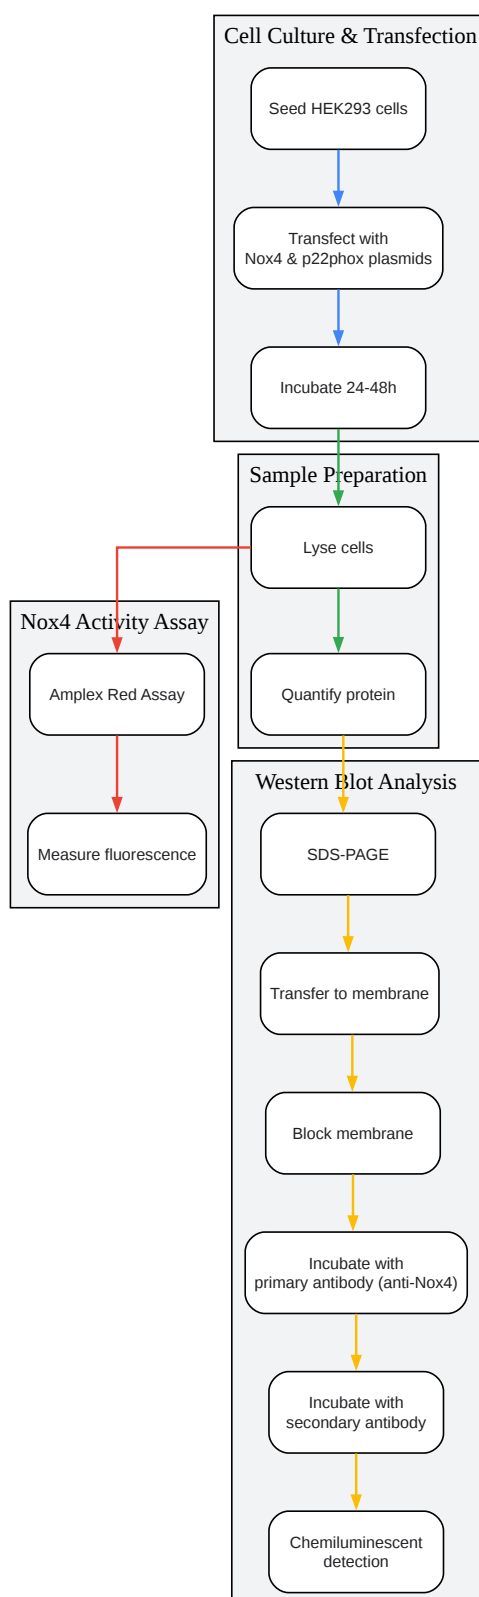 Cell Culture & Transfection
Seed HEK293 cells
Transfect with
Nox4 & p22phox plasmids
Incubate 24-48h
Sample Preparation
Lyse cells
Quantify protein
Nox4 Activity Assay
Amplex Red Assay
Measure fluorescence
Western Blot Analysis
SDS-PAGE
Transfer to membrane
Block membrane
Incubate with
primary antibody (anti-Nox4)
Incubate with
secondary antibody
Chemiluminescent
detection